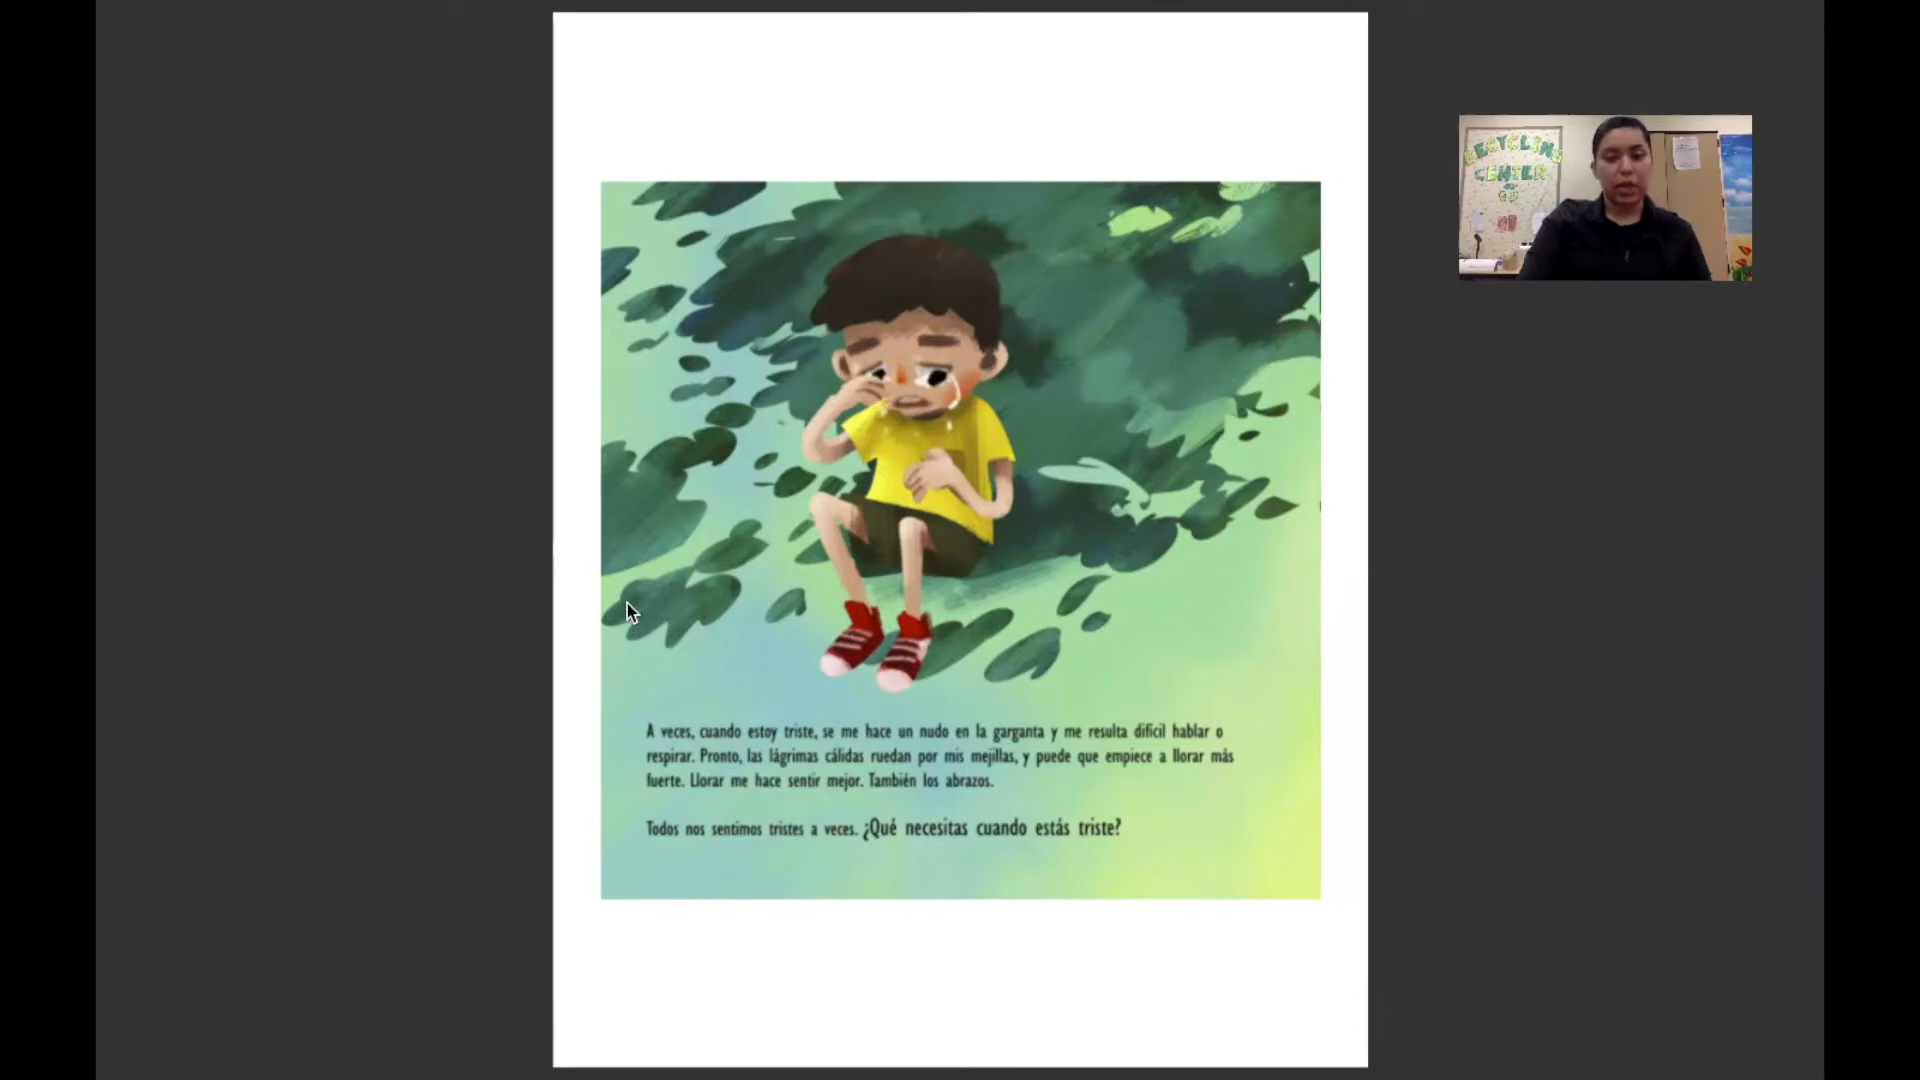 A veces, cuando estoy triste, se me hace un nudo en la garganta y me resulta difícil hablar o
respirar. Pronto, las lágrimas cálidas ruedan por mis mejillas, y puede que empiece a llorar más
fuerte. Llorar me hace sentir mejor. También los abrazos.
Todos nos sentimos tristes a veces. ¿Qué necesitas cuando estás triste?
RECYCLING
CENTER